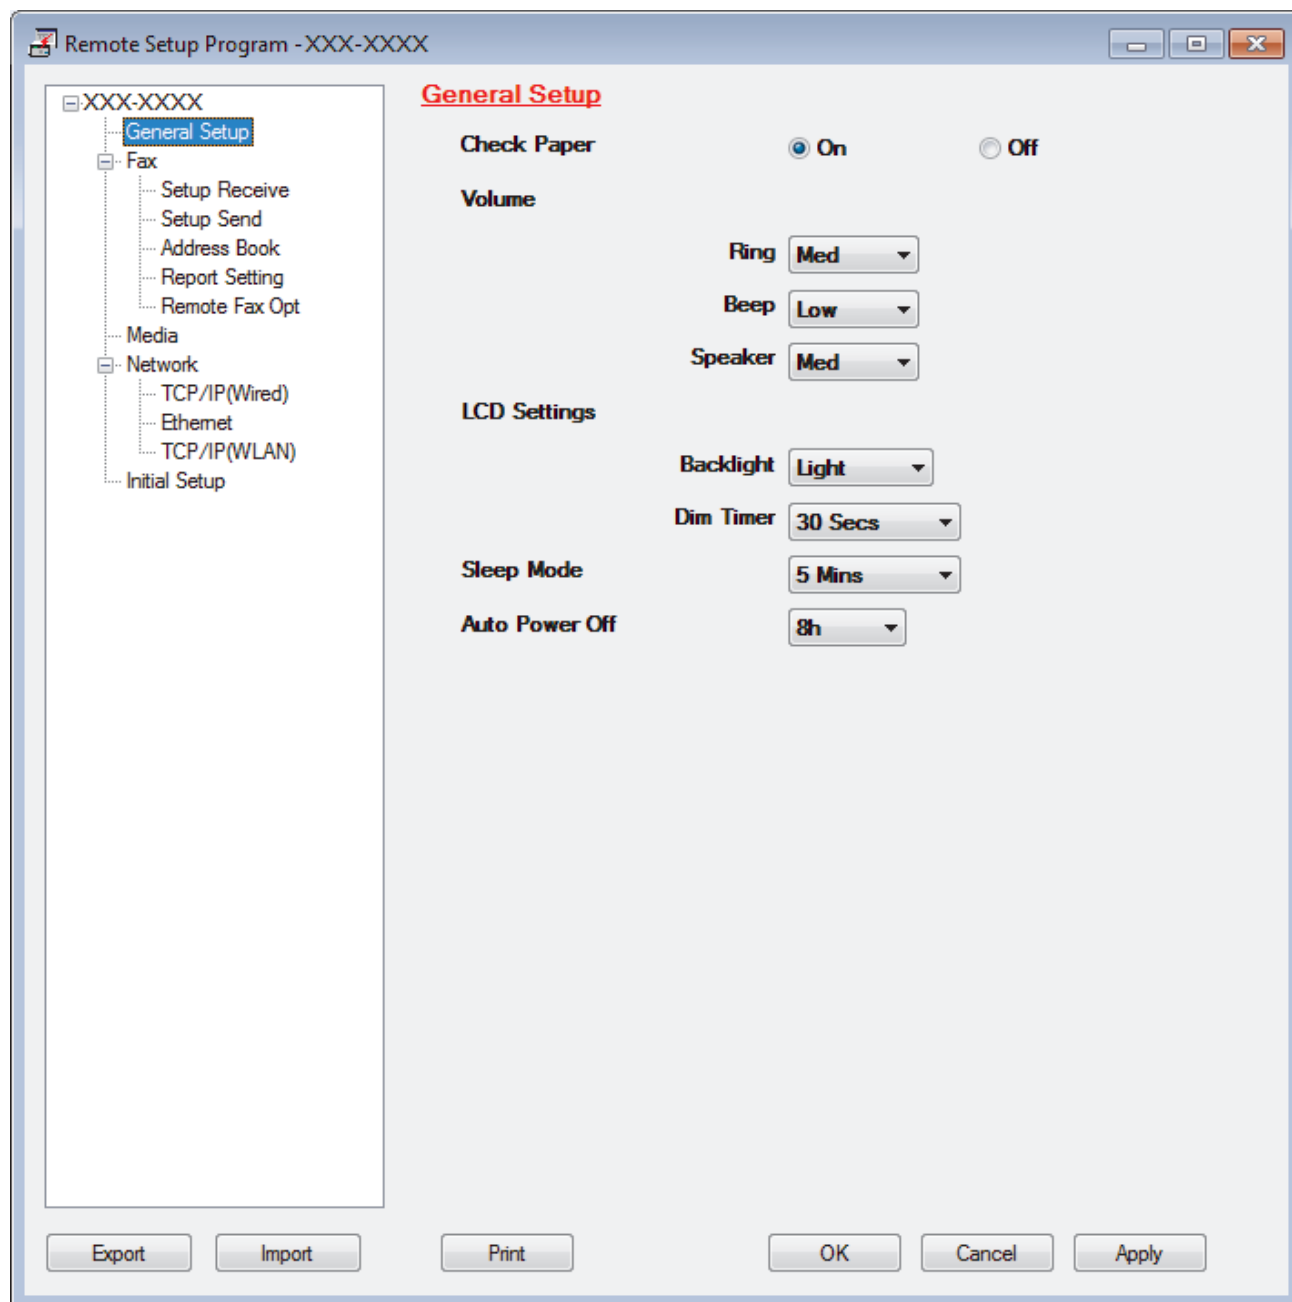 Remote Setup Program - XXX-XXXX
XXX-XXXX
General Setup
Fax
Setup Receive
Setup Send
Address Book
Report Setting
Remote Fax Opt
Media
Network
TCP/IP(Wired)
Ethernet
TCP/IP(WLAN)
Initial Setup
General Setup
Check Paper On Off
Volume
Ring Med
Beep Low
Speaker Med
LCD Settings
Backlight Light
Dim Timer 30 Secs
Sleep Mode 5 Mins
Auto Power Off 8h
Export Import Print OK Cancel Apply